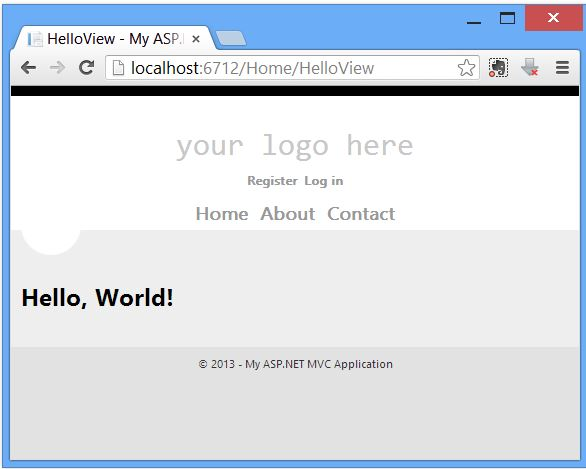 HelloView - My ASP.
localhost:6712/Home/HelloView
your logo here
Register Log in
Home About Contact
Hello, World!
© 2013 - My ASP.NET MVC Application